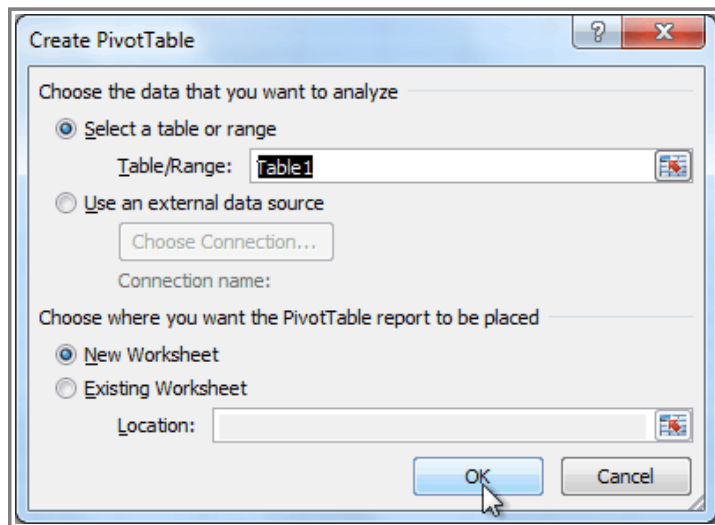 Create PivotTable
?
X
Choose the data that you want to analyze
Select a table or range
Table/Range: Table1
Use an external data source
Choose Connection...
Connection name:
Choose where you want the PivotTable report to be placed
New Worksheet
Existing Worksheet
Location:
OK Cancel